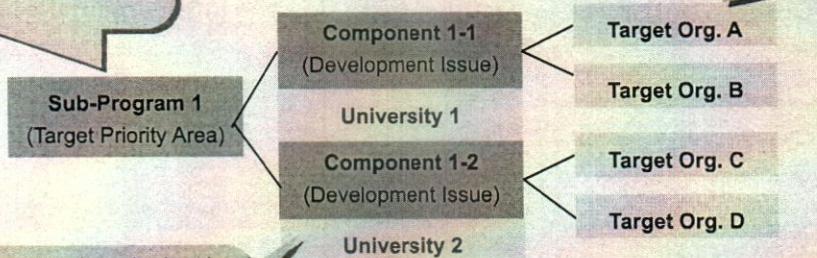 Sub-Program 1
(Target Priority Area)
Component 1-1
(Development Issue)
University 1
Component 1-2
(Development Issue)
University 2
Target Org. A
Target Org. B
Target Org. C
Target Org. D